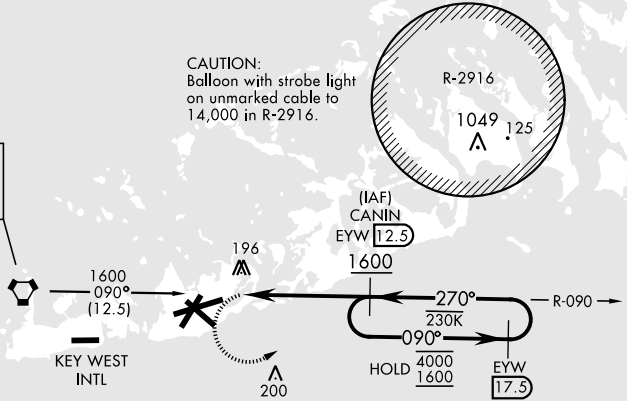 CAUTION:
Balloon with strobe light
on unmarked cable to
14,000 in R-2916.
R-2916
1049
125
(IAF)
CANIN
EYW 12.5
1600
196
1600
090°
(12.5)
270°
230K
R-090
090°
HOLD 4000
1600
EYW
17.5
KEY WEST
INTL
200